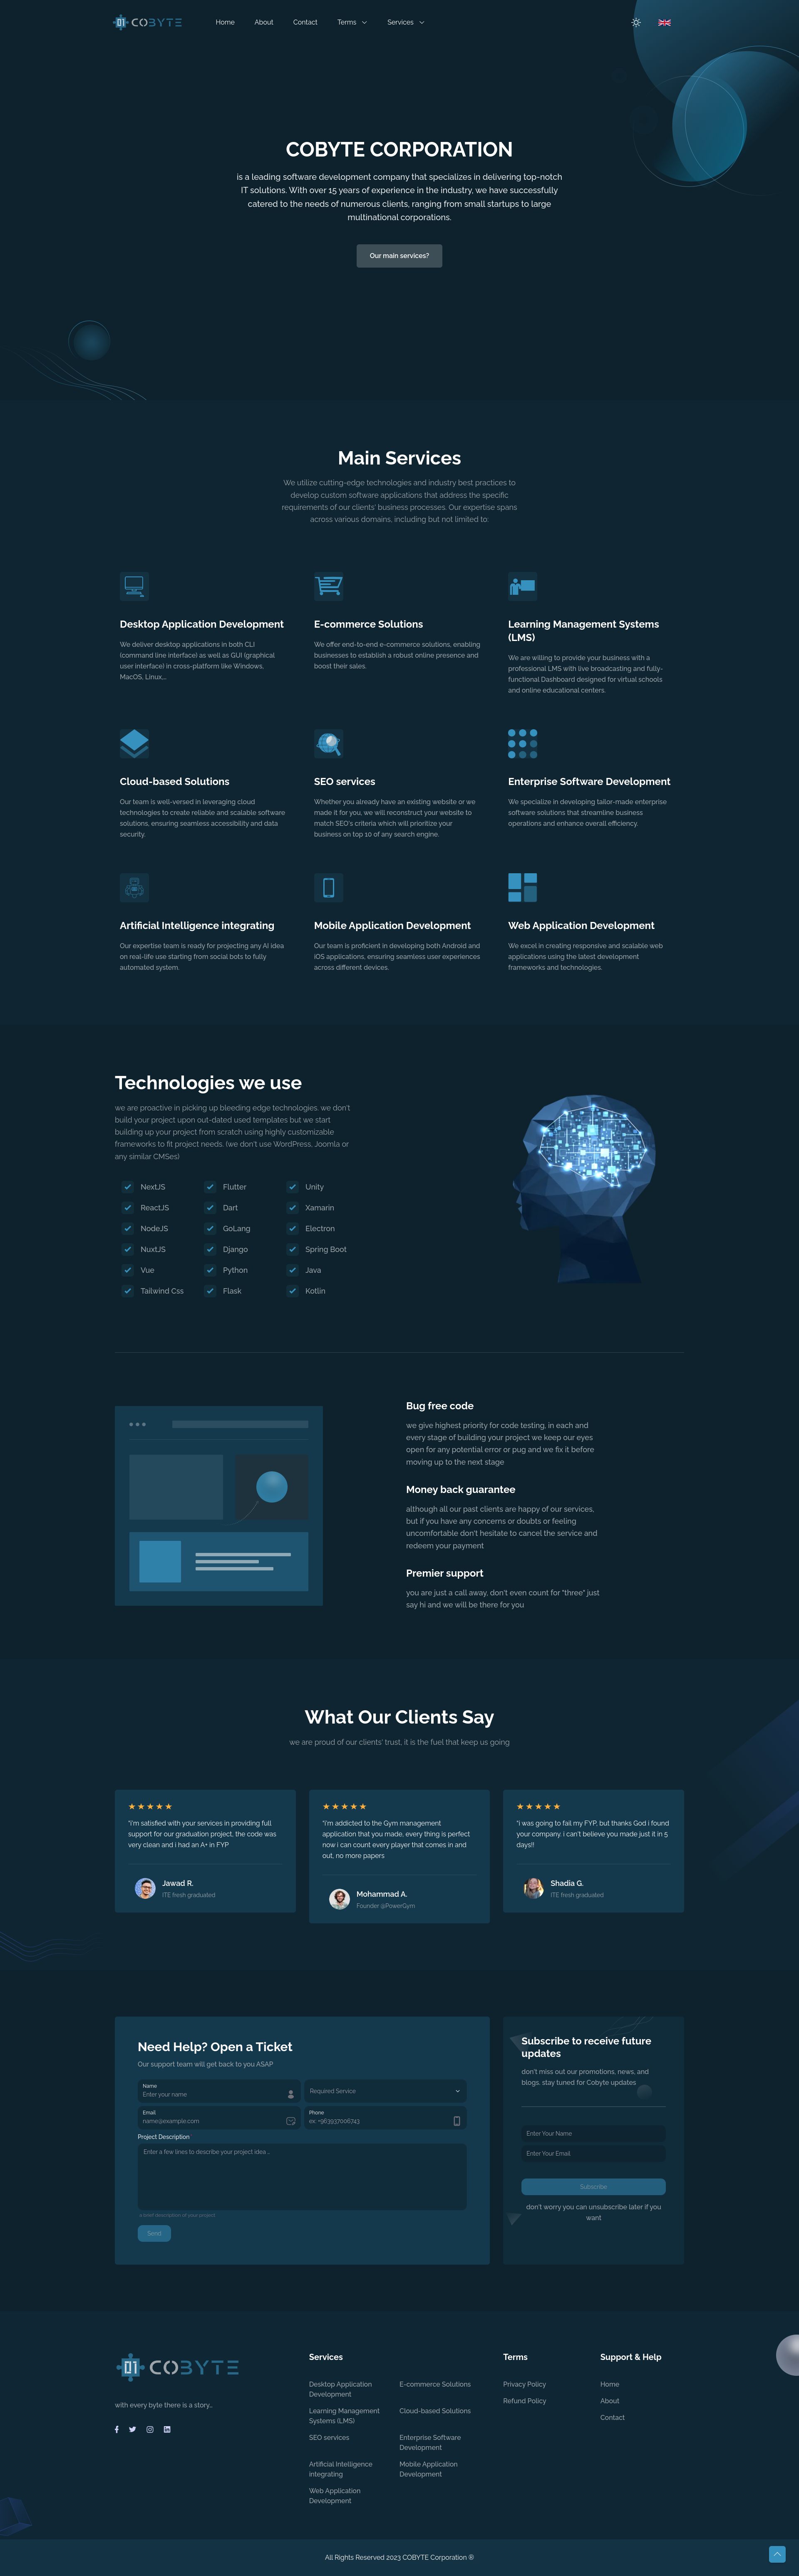 01 COBYTE
Home
About
Contact
Terms
Services
COBYTE CORPORATION
is a leading software development company that specializes in delivering top-notch
IT solutions. With over 15 years of experience in the industry, we have successfully
catered to the needs of numerous clients, ranging from small startups to large
multinational corporations.
Our main services?
Main Services
We utilize cutting-edge technologies and industry best practices to
develop custom software applications that address the specific
requirements of our clients' business processes. Our expertise spans
across various domains, including but not limited to:
Desktop Application Development
We deliver desktop applications in both CLI
(command line interface) as well as GUI (graphical
user interface) in cross-platform like Windows,
MacOS, Linux,..
E-commerce Solutions
We offer end-to-end e-commerce solutions, enabling
businesses to establish a robust online presence and
boost their sales.
Learning Management Systems
(LMS)
We are willing to provide your business with a
professional LMS with live broadcasting and fully-
functional Dashboard designed for virtual schools
and online educational centers.
Cloud-based Solutions
Our team is well-versed in leveraging cloud
technologies to create reliable and scalable software
solutions, ensuring seamless accessibility and data
security.
SEO services
Whether you already have an existing website or we
made it for you, we will reconstruct your website to
match SEO's criteria which will prioritize your
business on top 10 of any search engine.
Enterprise Software Development
We specialize in developing tailor-made enterprise
software solutions that streamline business
operations and enhance overall efficiency.
Artificial Intelligence integrating
Our expertise team is ready for projecting any AI idea
on real-life use starting from social bots to fully
automated system
Mobile Application Development
Our team is proficient in developing both Android and
iOS applications, ensuring seamless user experiences
across different devices.
Web Application Development
We excel in creating responsive and scalable web
applications using the latest development
frameworks and technologies.
Technologies we use
we are proactive in picking up bleeding edge technologies. we don't
build your project upon out-dated used templates but we start
building up your project from scratch using highly customizable
frameworks to fit project needs. (we don't use WordPress, Joomla or
any similar CMSes)
NextJS
Flutter
Unity
ReactJS
Dart
Xamarin
NodeJS
GoLang
Electron
NuxtJS
Django
Spring Boot
Vue
Python
Java
Tailwind Css
Flask
Kotlin
Bug free code
we give highest priority for code testing, in each and
every stage of building your project we keep our eyes
open for any potential error or pug and we fix it before
moving up to the next stage
Money back guarantee
although all our past clients are happy of our services,
but if you have any concerns or doubts or feeling
uncomfortable don't hesitate to cancel the service and
redeem your payment
Premier support
you are just a call away, don't even count for "three" just
say hi and we will be there for you
What Our Clients Say
we are proud of our clients' trust, it is the fuel that keep us going
"i'm satisfied with your services in providing full
support for our graduation project, the code was
very clean and i had an A+ in FYP
Jawad R.
ITE fresh graduated
"i'm addicted to the Gym management
application that you made, every thing is perfect
now i can count every player that comes in and
out, no more papers
Mohammad A.
Founder @PowerGym
"i was going to fail my FYP, but thanks God i found
your company. i can't believe you made just it in 5
days!!
Shadia G.
ITE fresh graduated
Need Help? Open a Ticket
Our support team will get back to you ASAP
Name
Enter your name
Required Service
Email
name@example.com
Phone
ex: +963937006743
Project Description
Enter a few lines to describe your project idea ..
a brief description of your project.
Send
Subscribe to receive future
updates
don't miss out our promotions, news, and
blogs. stay tuned for Cobyte updates
Enter Your Name
Enter Your Email
Subscribe
don't worry you can unsubscribe later if you
want
01 COBYTE
with every byte there is a story..
Services
Desktop Application
Development
E-commerce Solutions
Learning Management
Systems (LMS)
Cloud-based Solutions
SEO services
Enterprise Software
Development
Artificial Intelligence
integrating
Mobile Application
Development
Web Application
Development
Terms
Privacy Policy
Refund Policy
Support & Help
Home
About
Contact
All Rights Reserved 2023 COBYTE Corporation ®